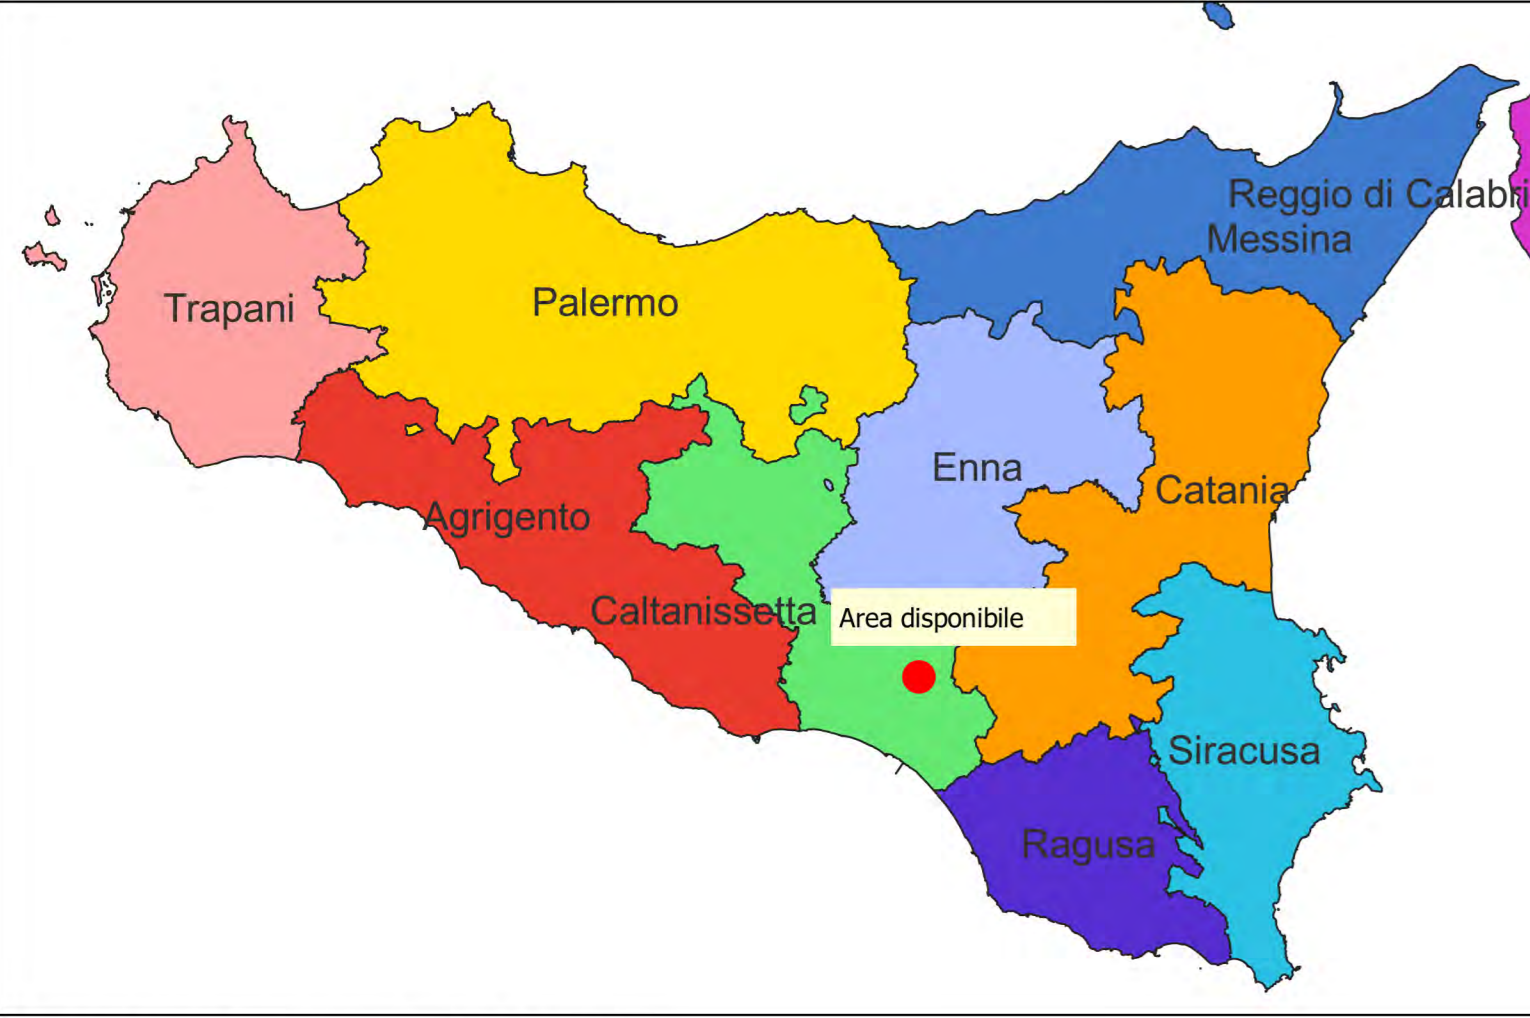 Reggio di Calabri
Messina
Trapani
Palermo
Enna
Catania
Agrigento
Caltanissetta
Area disponibile
Siracusa
Ragusa